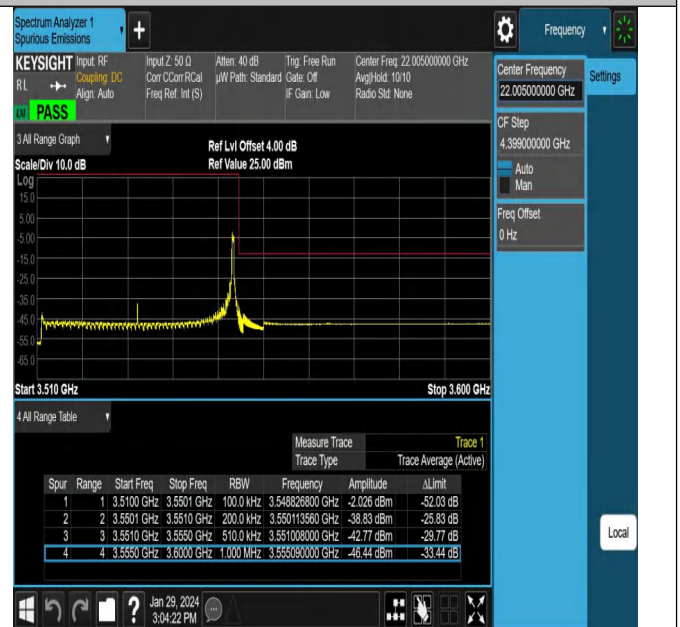 Spectrum Analyzer 1
Spurious Emissions
+
Frequency
KEYSIGHT Input: RF Input Z: 50 Ω Atten: 40 dB Trig: Free Run Center Freq: 22.005000000 GHz
RL Coupling: DC Corr CCorr RCal µW Path: Standard Gate: Off Avg|Hold: 10/10
Align: Auto Freq Ref: Int (S) IF Gain: Low Radio Std: None
LXI PASS
Center Frequency
22.005000000 GHz
Settings
CF Step
4.399000000 GHz
Auto
Man
Freq Offset
0 Hz
3 All Range Graph
Ref Lvl Offset 4.00 dB
Scale/Div 10.0 dB Ref Value 25.00 dBm
Log
15.0
5.00
-5.00
-15.0
-25.0
-35.0
-45.0
-55.0
-65.0
Start 3.510 GHz Stop 3.600 GHz
4 All Range Table
Measure Trace Trace 1
Trace Type Trace Average (Active)
Spur Range Start Freq Stop Freq RBW Frequency Amplitude ΔLimit
1 1 3.5100 GHz 3.5501 GHz 100.0 kHz 3.548826800 GHz -2.026 dBm -52.03 dB
2 2 3.5501 GHz 3.5510 GHz 200.0 kHz 3.550113560 GHz -38.83 dBm -25.83 dB
3 3 3.5510 GHz 3.5550 GHz 510.0 kHz 3.551008000 GHz -42.77 dBm -29.77 dB
4 4 3.5550 GHz 3.6000 GHz 1.000 MHz 3.555090000 GHz -46.44 dBm -33.44 dB
Local
? Jan 29, 2024
3:04:22 PM